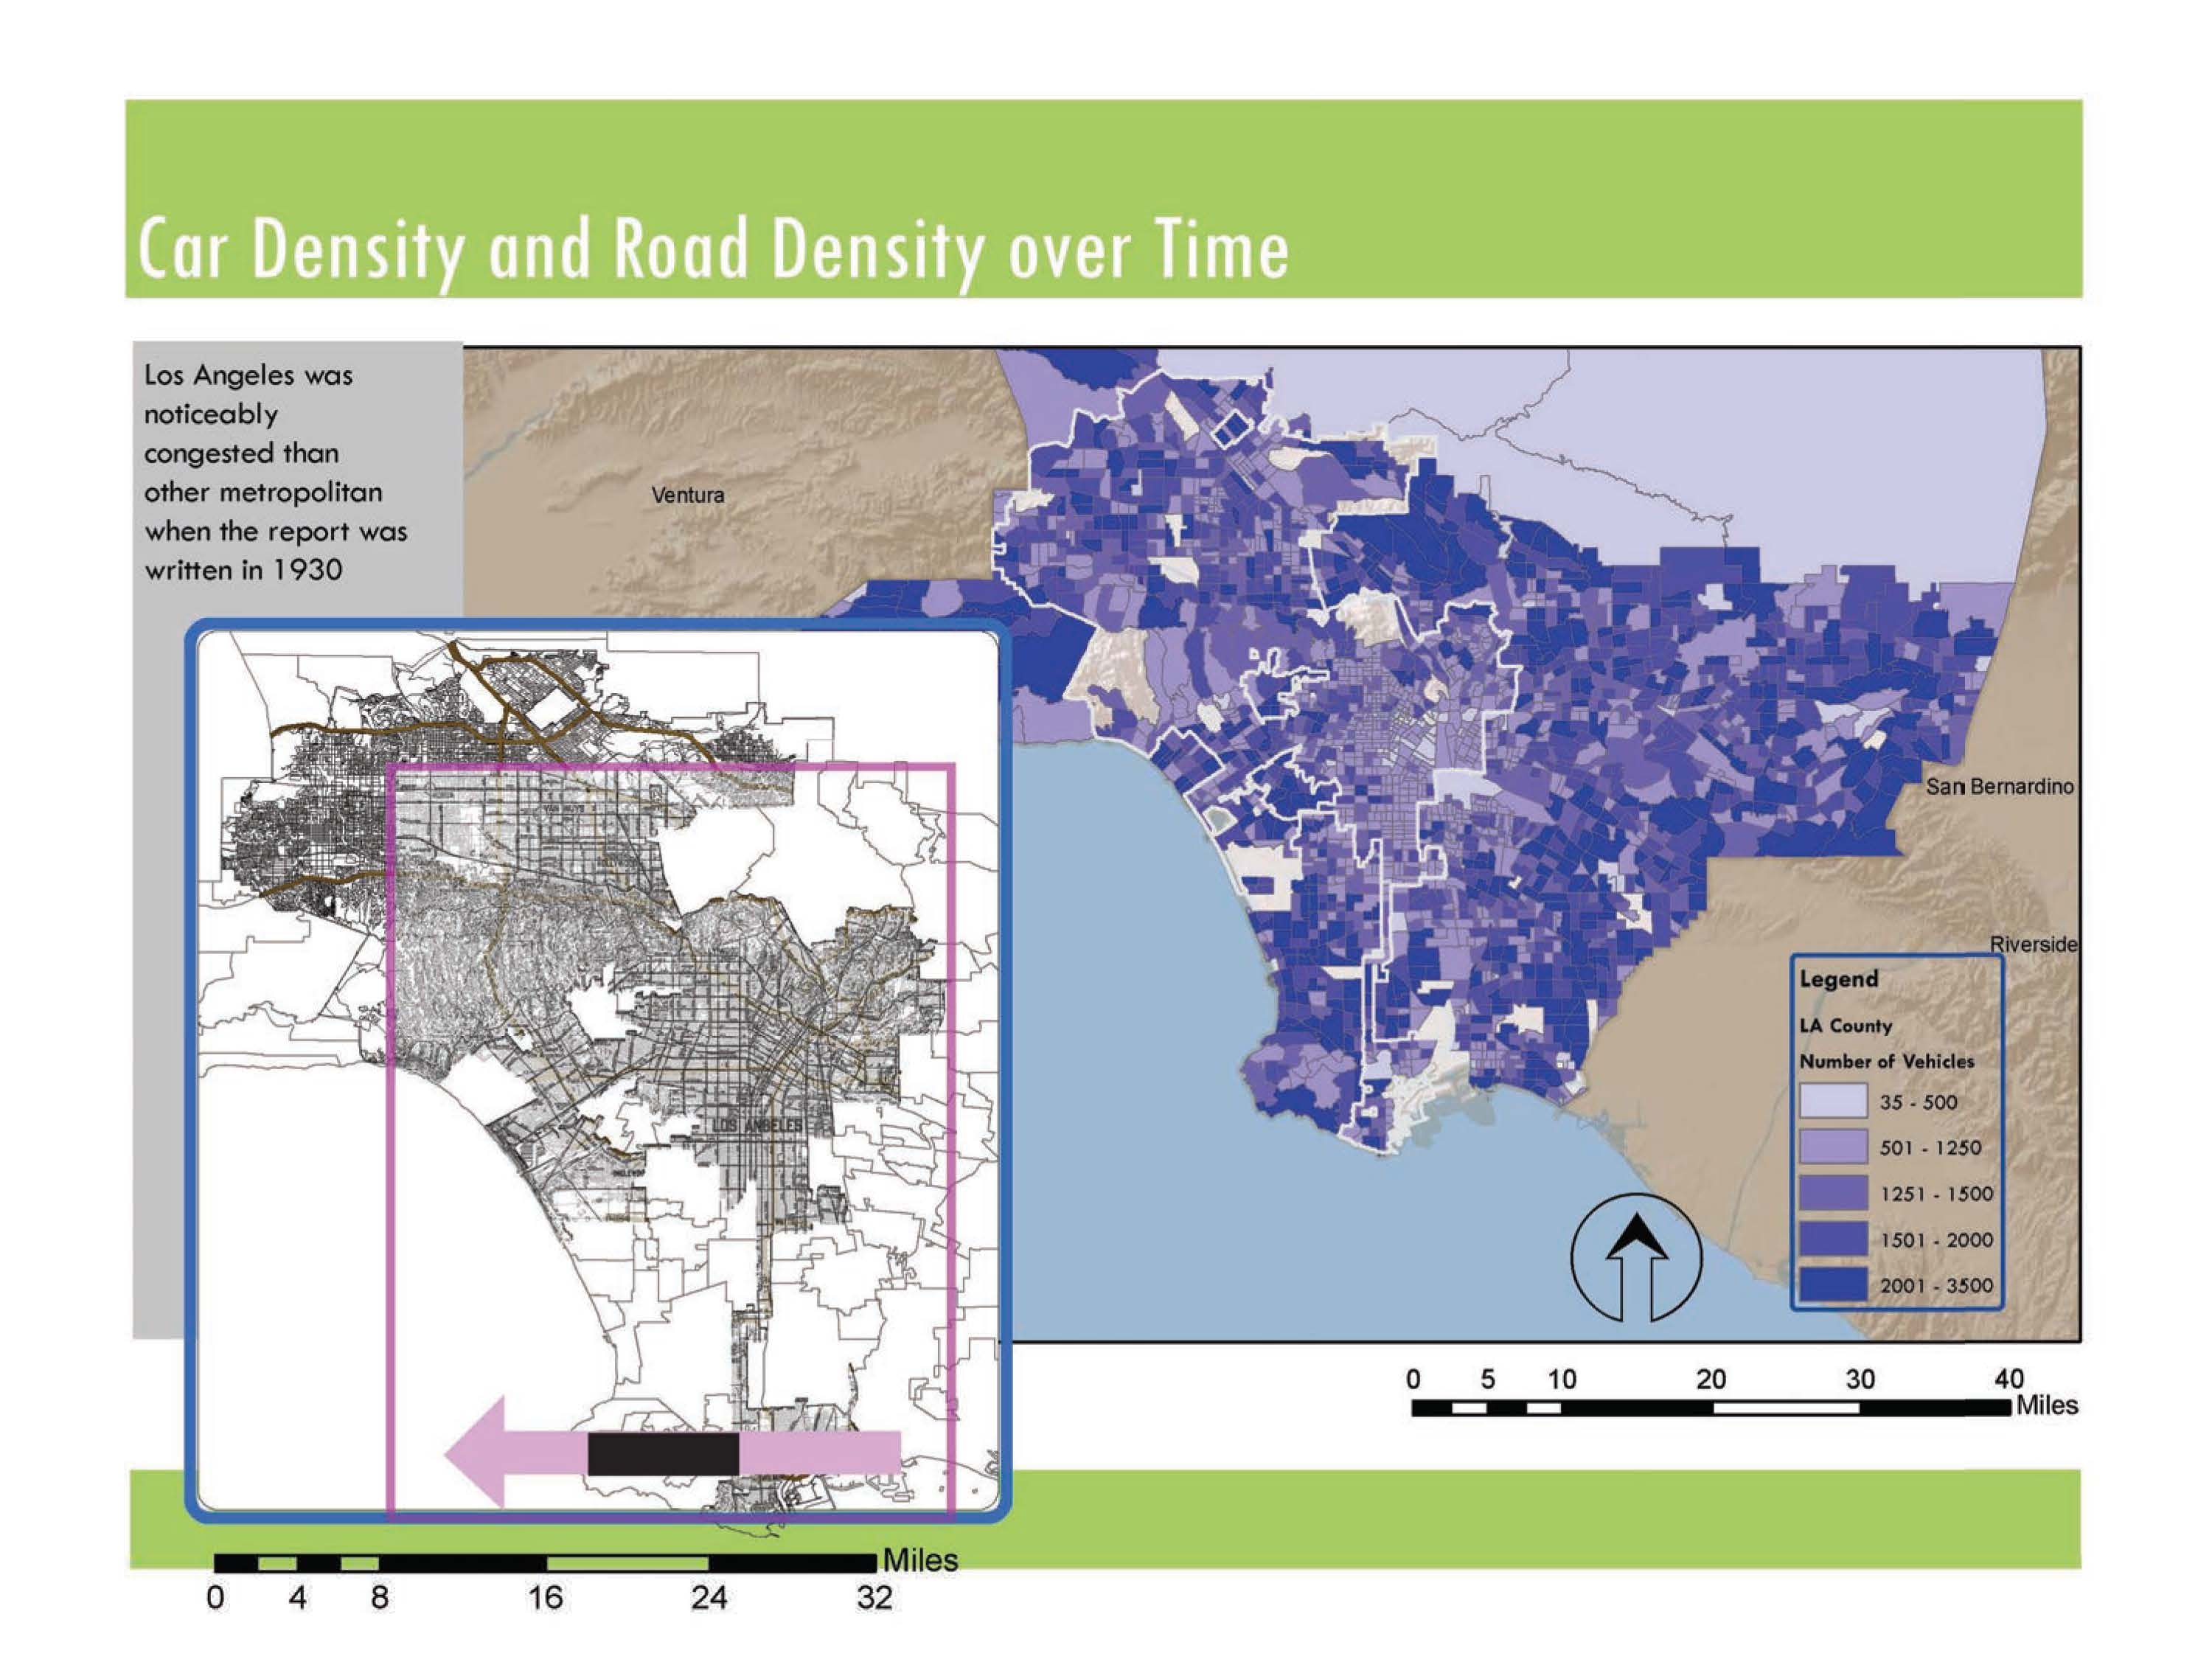 Car Density and Road Density over Time
Los Angeles was
noticeably
congested than
other metropolitan
when the report was
written in 1930
Ventura
San Bernardino
Riverside
Legend
LA County
Number of Vehicles
35 - 500
501 - 1250
1251 - 1500
1501 - 2000
2001 - 3500
0 5 10 20 30 40
Miles
VAN NUYS
LOS ANGELES
Miles
0 4 8 16 24 32